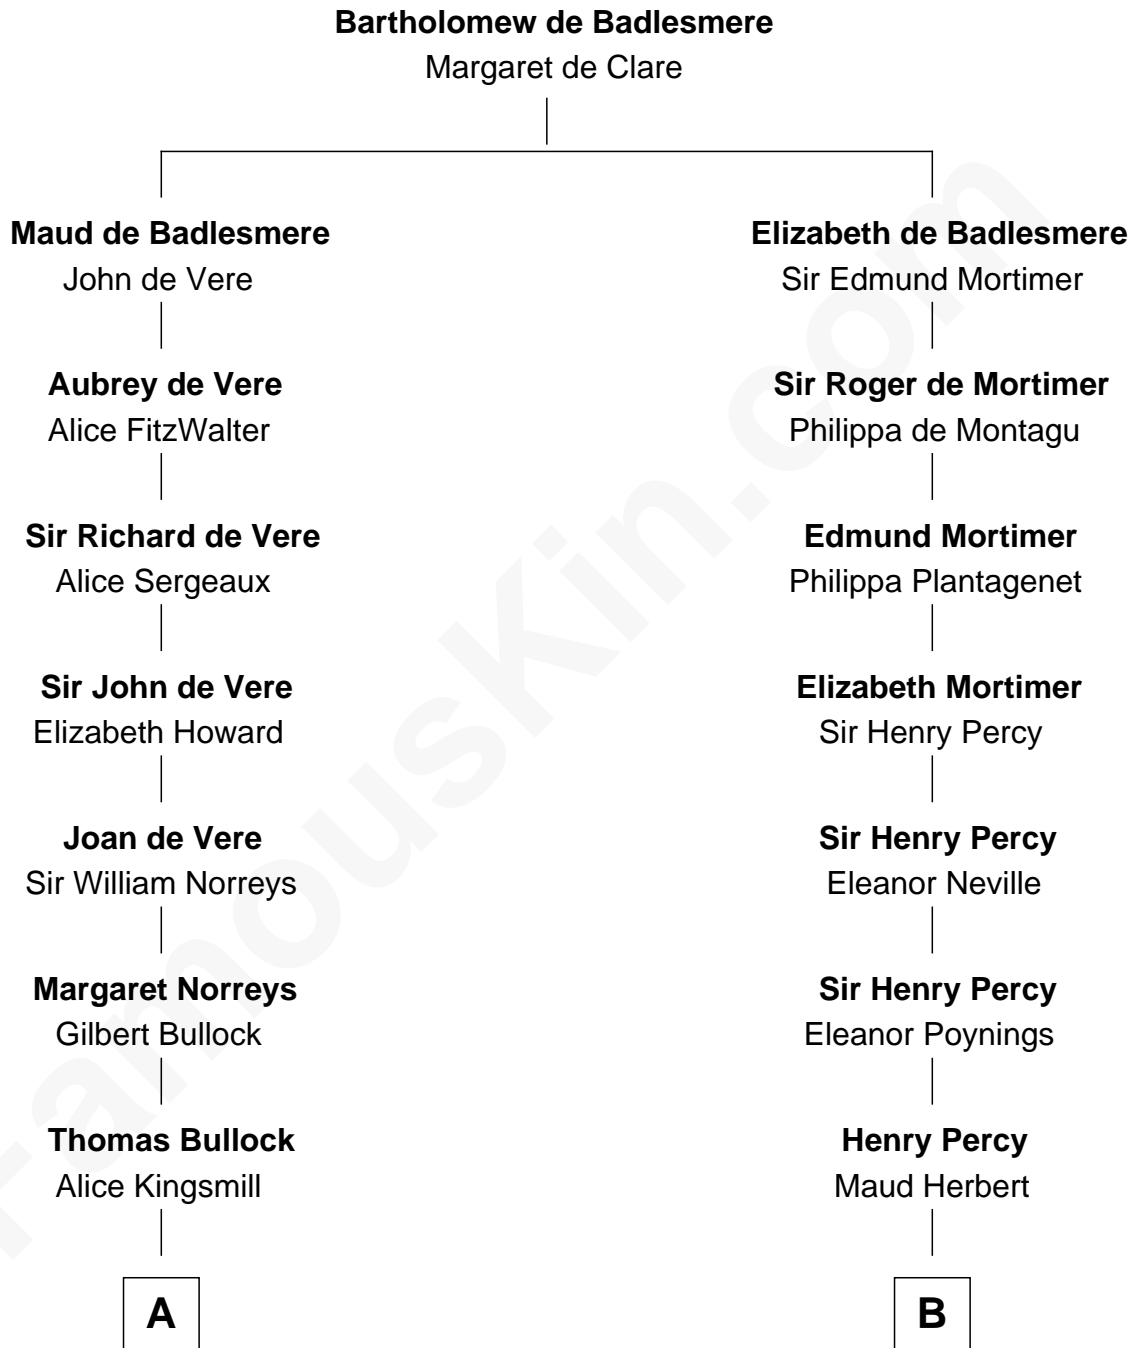 Bartholomew de Badlesmere
Margaret de Clare
Maud de Badlesmere
John de Vere
Aubrey de Vere
Alice FitzWalter
Sir Richard de Vere
Alice Sergeaux
Sir John de Vere
Elizabeth Howard
Joan de Vere
Sir William Norreys
Margaret Norreys
Gilbert Bullock
Thomas Bullock
Alice Kingsmill
A
Elizabeth de Badlesmere
Sir Edmund Mortimer
Sir Roger de Mortimer
Philippa de Montagu
Edmund Mortimer
Philippa Plantagenet
Elizabeth Mortimer
Sir Henry Percy
Sir Henry Percy
Eleanor Neville
Sir Henry Percy
Eleanor Poynings
Henry Percy
Maud Herbert
B
FamousKin.com